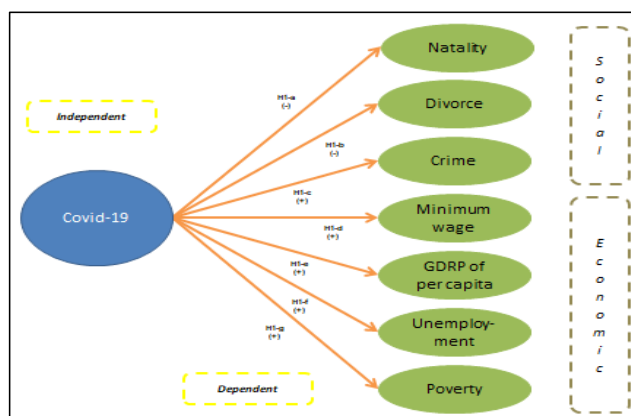 Natality
Divorce
Crime
Minimum
wage
GDRP of
per capita
Unemploy-
ment
Poverty
Covid-19
Independent
Dependent
H1-a
(-)
H1-b
(-)
H1-c
(+)
H1-d
(+)
H1-e
(+)
H1-f
(+)
H1-g
(+)
S
o
c
i
a
l
E
c
o
n
o
m
i
c